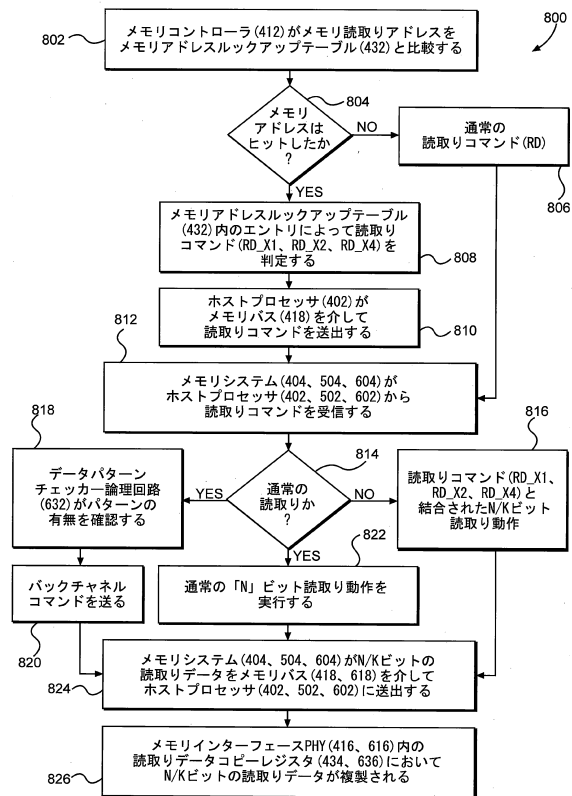 800
802
メモリコントローラ(412)がメモリ読取りアドレスを
メモリアドレスルックアップテーブル(432)と比較する
804
メモリ
アドレスは
ヒットしたか
?
NO
YES
通常の
読取りコマンド(RD)
806
メモリアドレスルックアップテーブル
(432)内のエントリによって読取り
コマンド(RD_X1、RD_X2、RD_X4)を
判定する
808
ホストプロセッサ(402)が
メモリバス(418)を介して
読取りコマンドを送出する
810
812
メモリシステム(404、504、604)が
ホストプロセッサ(402、502、602)から
読取りコマンドを受信する
814
通常の
読取りか
?
YES
NO
YES
816
読取りコマンド(RD_X1、
RD_X2、RD_X4)と
結合されたN/Kビット
読取り動作
818
データパターン
チェッカー論理回路
(632)がパターンの
有無を確認する
バックチャネル
コマンドを送る
820
822
通常の「N」ビット読取り動作を
実行する
824
メモリシステム(404、504、604)がN/Kビットの
読取りデータをメモリバス(418、618)を介して
ホストプロセッサ(402、502、602)に送出する
826
メモリインターフェースPHY(416、616)内の
読取りデータコピーレジスタ(434、636)において
N/Kビットの読取りデータが複製される